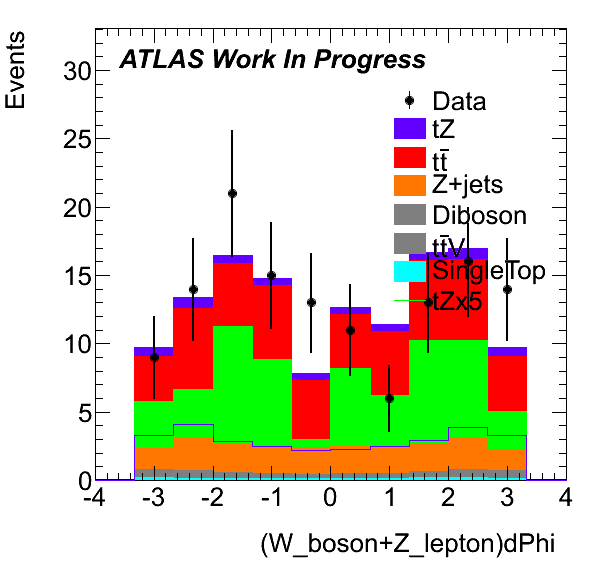 Events
ATLAS Work In Progress
Data
tZ
tt̄
Z+jets
Diboson
tt̄V
SingleTop
tZx5
30
25
20
15
10
5
0
-4 -3 -2 -1 0 1 2 3 4
(W_boson+Z_lepton)dPhi